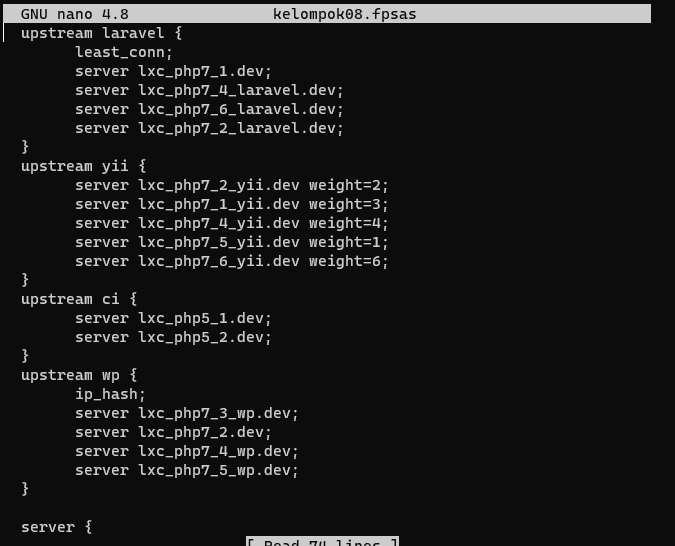 GNU nano 4.8 kelompok08.fpsas
upstream laravel {
least_conn;
server lxc_php7_1.dev;
server lxc_php7_4_laravel.dev;
server lxc_php7_6_laravel.dev;
server lxc_php7_2_laravel.dev;
}
upstream yii {
server lxc_php7_2_yii.dev weight=2;
server lxc_php7_1_yii.dev weight=3;
server lxc_php7_4_yii.dev weight=4;
server lxc_php7_5_yii.dev weight=1;
server lxc_php7_6_yii.dev weight=6;
}
upstream ci {
server lxc_php5_1.dev;
server lxc_php5_2.dev;
}
upstream wp {
ip_hash;
server lxc_php7_3_wp.dev;
server lxc_php7_2.dev;
server lxc_php7_4_wp.dev;
server lxc_php7_5_wp.dev;
}
server {
[ Read 74 lines ]